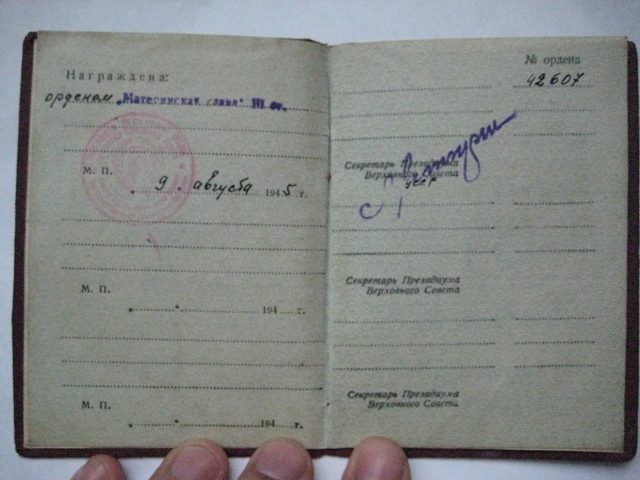 Награждена:
орденом „Материнская слава" III ст.
М. П.
9. августа 1945 г.
М. П.
194 г.
М. П.
194 г.
№ ордена
42607
Секретарь Президиума
Верховного Совета
УССР
Секретарь Президиума
Верховного Совета
Секретарь Президиума
Верховного Совета